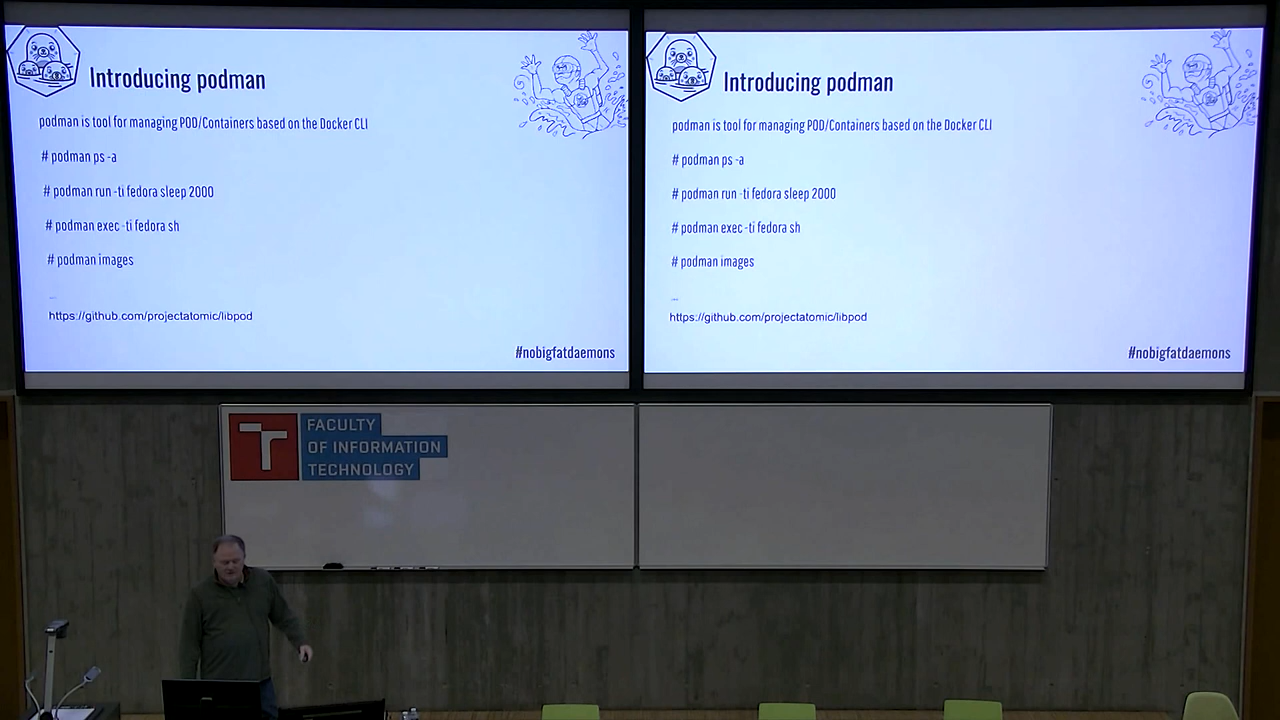 Introducing podman
podman is tool for managing POD/Containers based on the Docker CLI
# podman ps -a
# podman run -ti fedora sleep 2000
# podman exec -ti fedora sh
# podman images
...
https://github.com/projectatomic/libpod
#nobigfatdaemons
Introducing podman
podman is tool for managing POD/Containers based on the Docker CLI
# podman ps -a
# podman run -ti fedora sleep 2000
# podman exec -ti fedora sh
# podman images
...
https://github.com/projectatomic/libpod
#nobigfatdaemons
FACULTY
OF INFORMATION
TECHNOLOGY